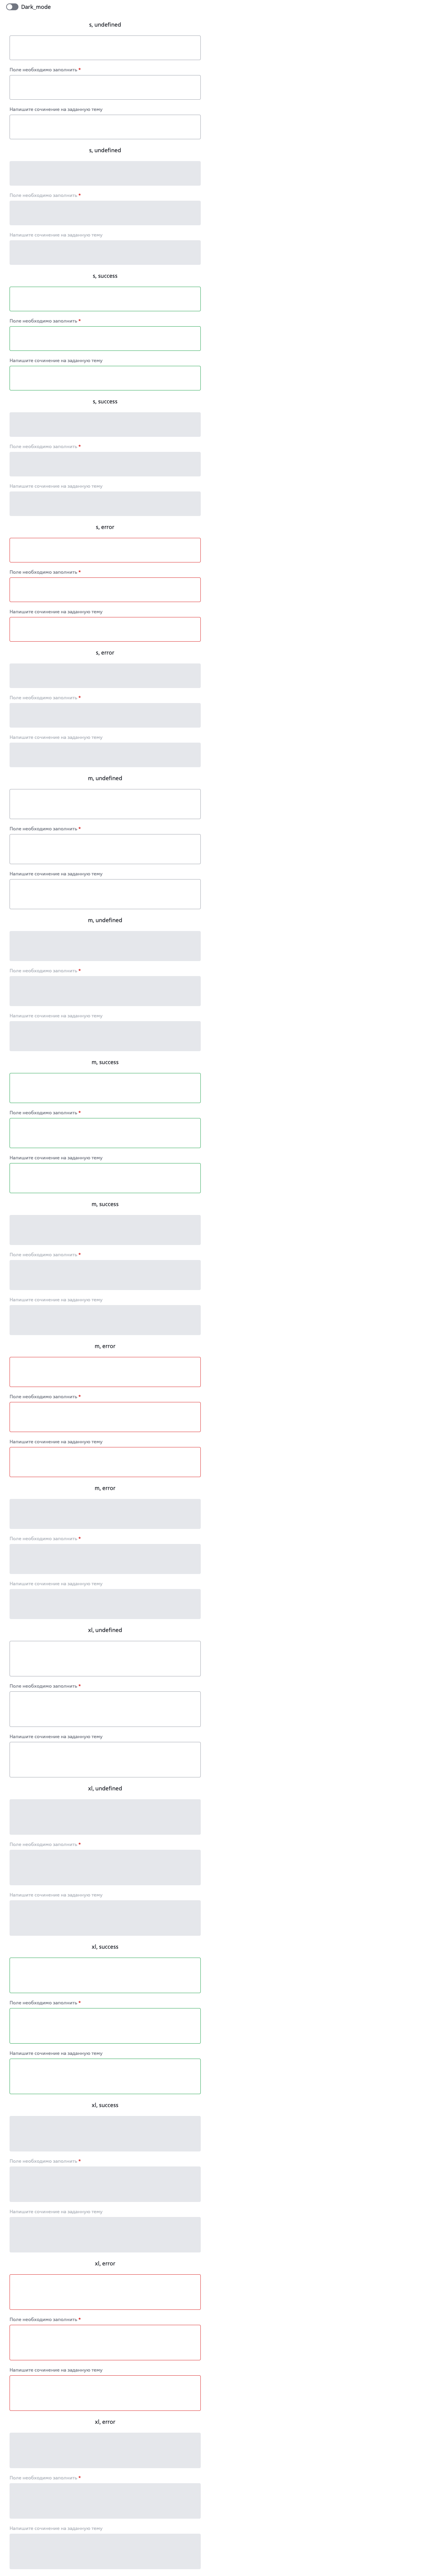 Dark_mode
s, undefined
Поле необходимо заполнить *
Напишите сочинение на заданную тему
s, undefined
Поле необходимо заполнить *
Напишите сочинение на заданную тему
s, success
Поле необходимо заполнить *
Напишите сочинение на заданную тему
s, success
Поле необходимо заполнить *
Напишите сочинение на заданную тему
s, error
Поле необходимо заполнить *
Напишите сочинение на заданную тему
s, error
Поле необходимо заполнить *
Напишите сочинение на заданную тему
m, undefined
Поле необходимо заполнить *
Напишите сочинение на заданную тему
m, undefined
Поле необходимо заполнить *
Напишите сочинение на заданную тему
m, success
Поле необходимо заполнить *
Напишите сочинение на заданную тему
m, success
Поле необходимо заполнить *
Напишите сочинение на заданную тему
m, error
Поле необходимо заполнить *
Напишите сочинение на заданную тему
m, error
Поле необходимо заполнить *
Напишите сочинение на заданную тему
xl, undefined
Поле необходимо заполнить *
Напишите сочинение на заданную тему
xl, undefined
Поле необходимо заполнить *
Напишите сочинение на заданную тему
xl, success
Поле необходимо заполнить *
Напишите сочинение на заданную тему
xl, success
Поле необходимо заполнить *
Напишите сочинение на заданную тему
xl, error
Поле необходимо заполнить *
Напишите сочинение на заданную тему
xl, error
Поле необходимо заполнить *
Напишите сочинение на заданную тему